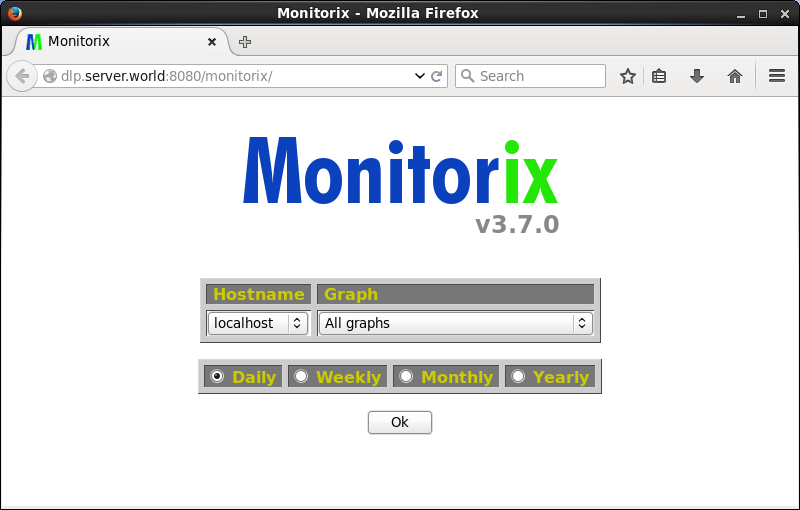 Monitorix - Mozilla Firefox
Monitorix
dlp.server.world:8080/monitorix/
Search
Monitorix
v3.7.0
Hostname Graph
localhost All graphs
Daily Weekly Monthly Yearly
Ok